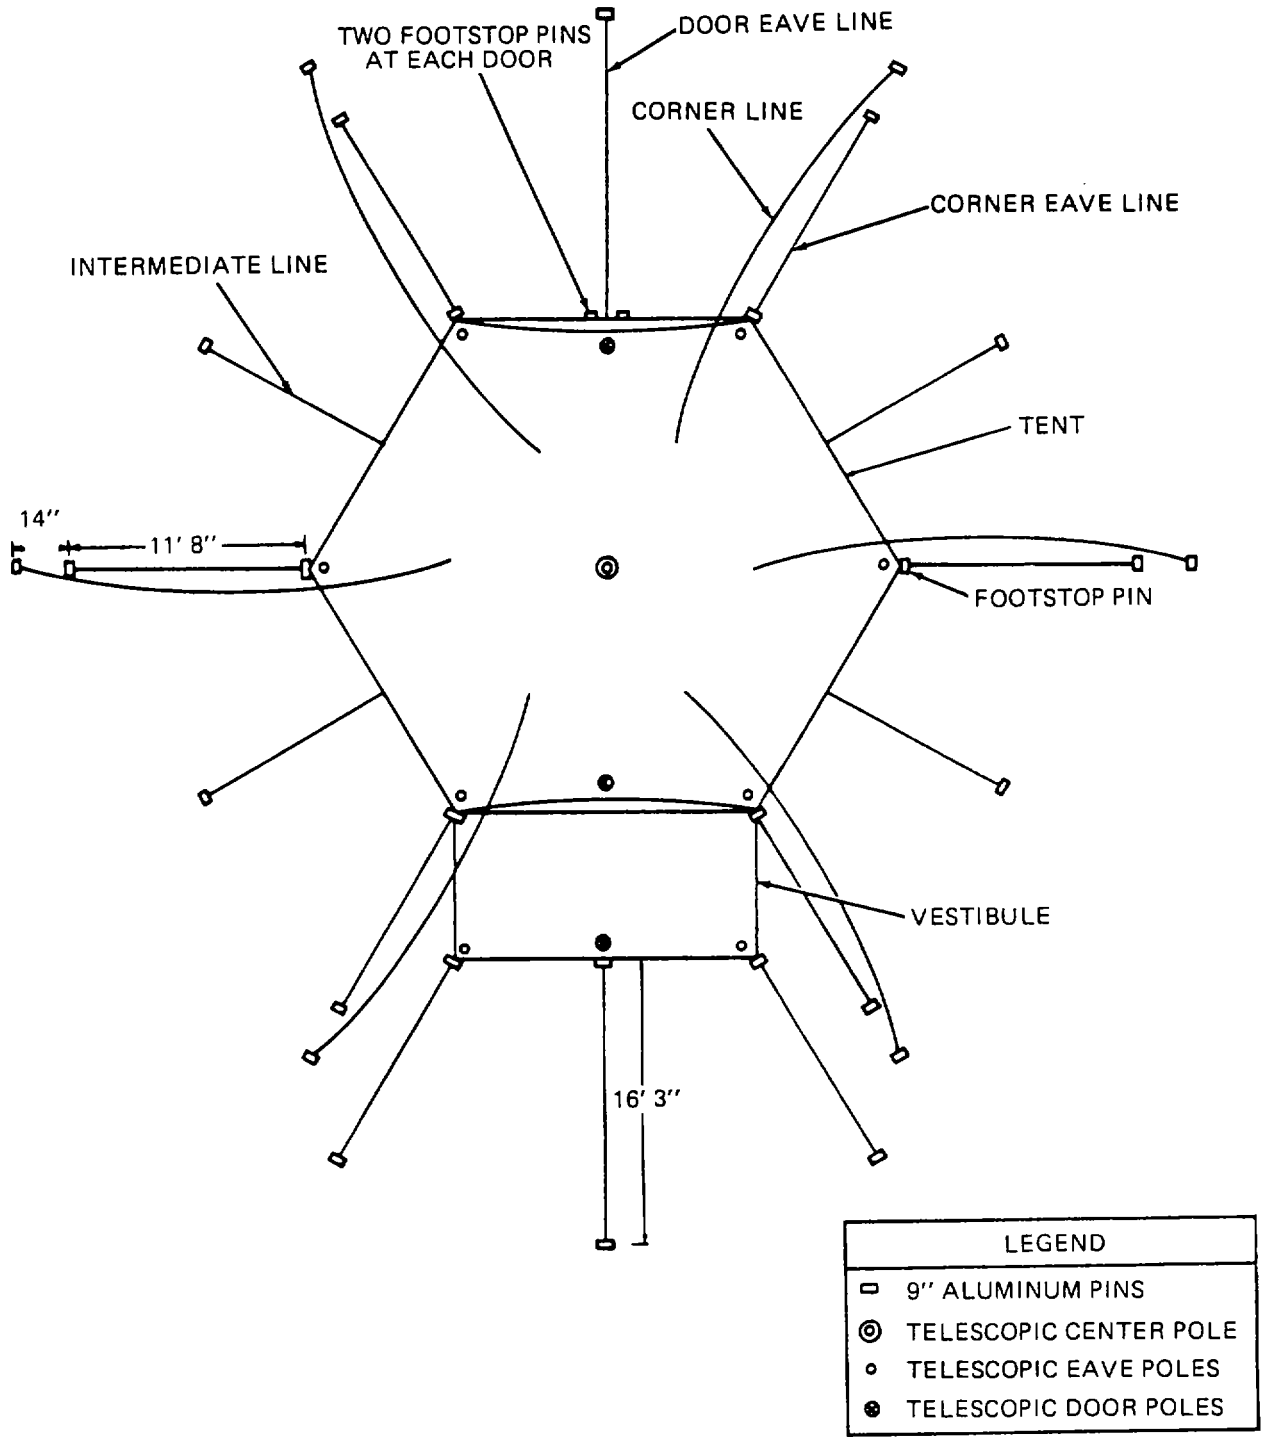 DOOR EAVE LINE
TWO FOOTSTOP PINS
AT EACH DOOR
CORNER LINE
CORNER EAVE LINE
INTERMEDIATE LINE
TENT
14''
11' 8''
FOOTSTOP PIN
VESTIBULE
16' 3''
LEGEND
9'' ALUMINUM PINS
TELESCOPIC CENTER POLE
TELESCOPIC EAVE POLES
TELESCOPIC DOOR POLES